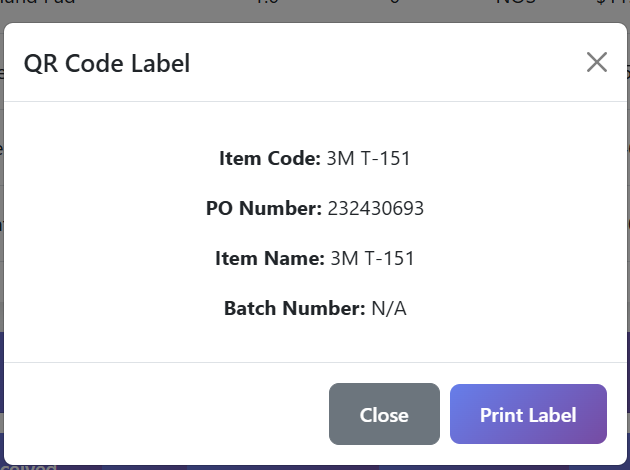 QR Code Label
Item Code: 3M T-151
PO Number: 232430693
Item Name: 3M T-151
Batch Number: N/A
Close
Print Label